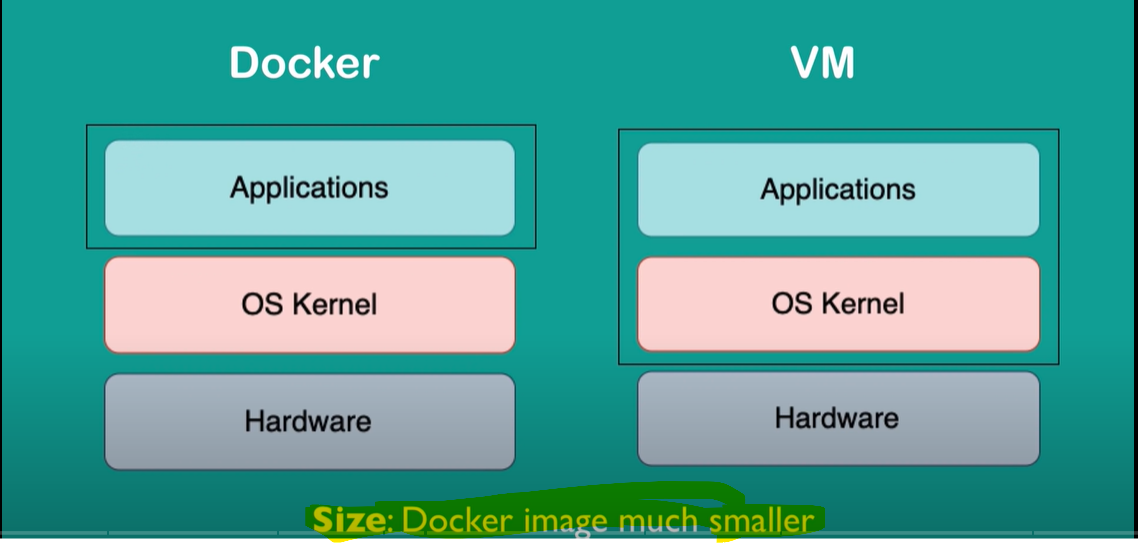 Docker
VM
Applications
Applications
OS Kernel
OS Kernel
Hardware
Hardware
Size: Docker image much smaller